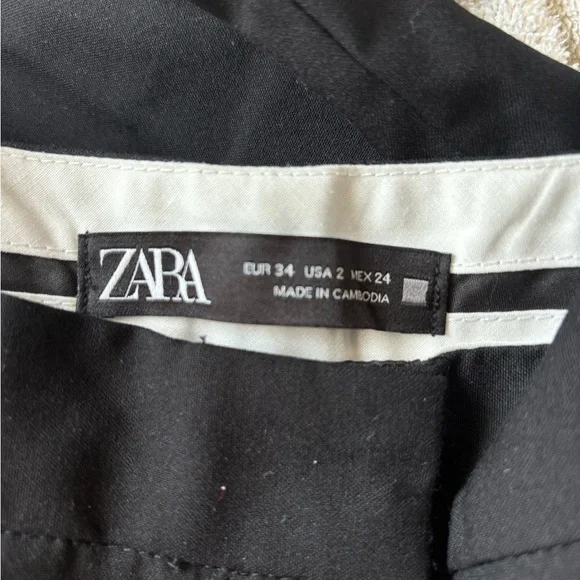 ZARA
EUR 34 USA 2 MEX 24
MADE IN CAMBODIA